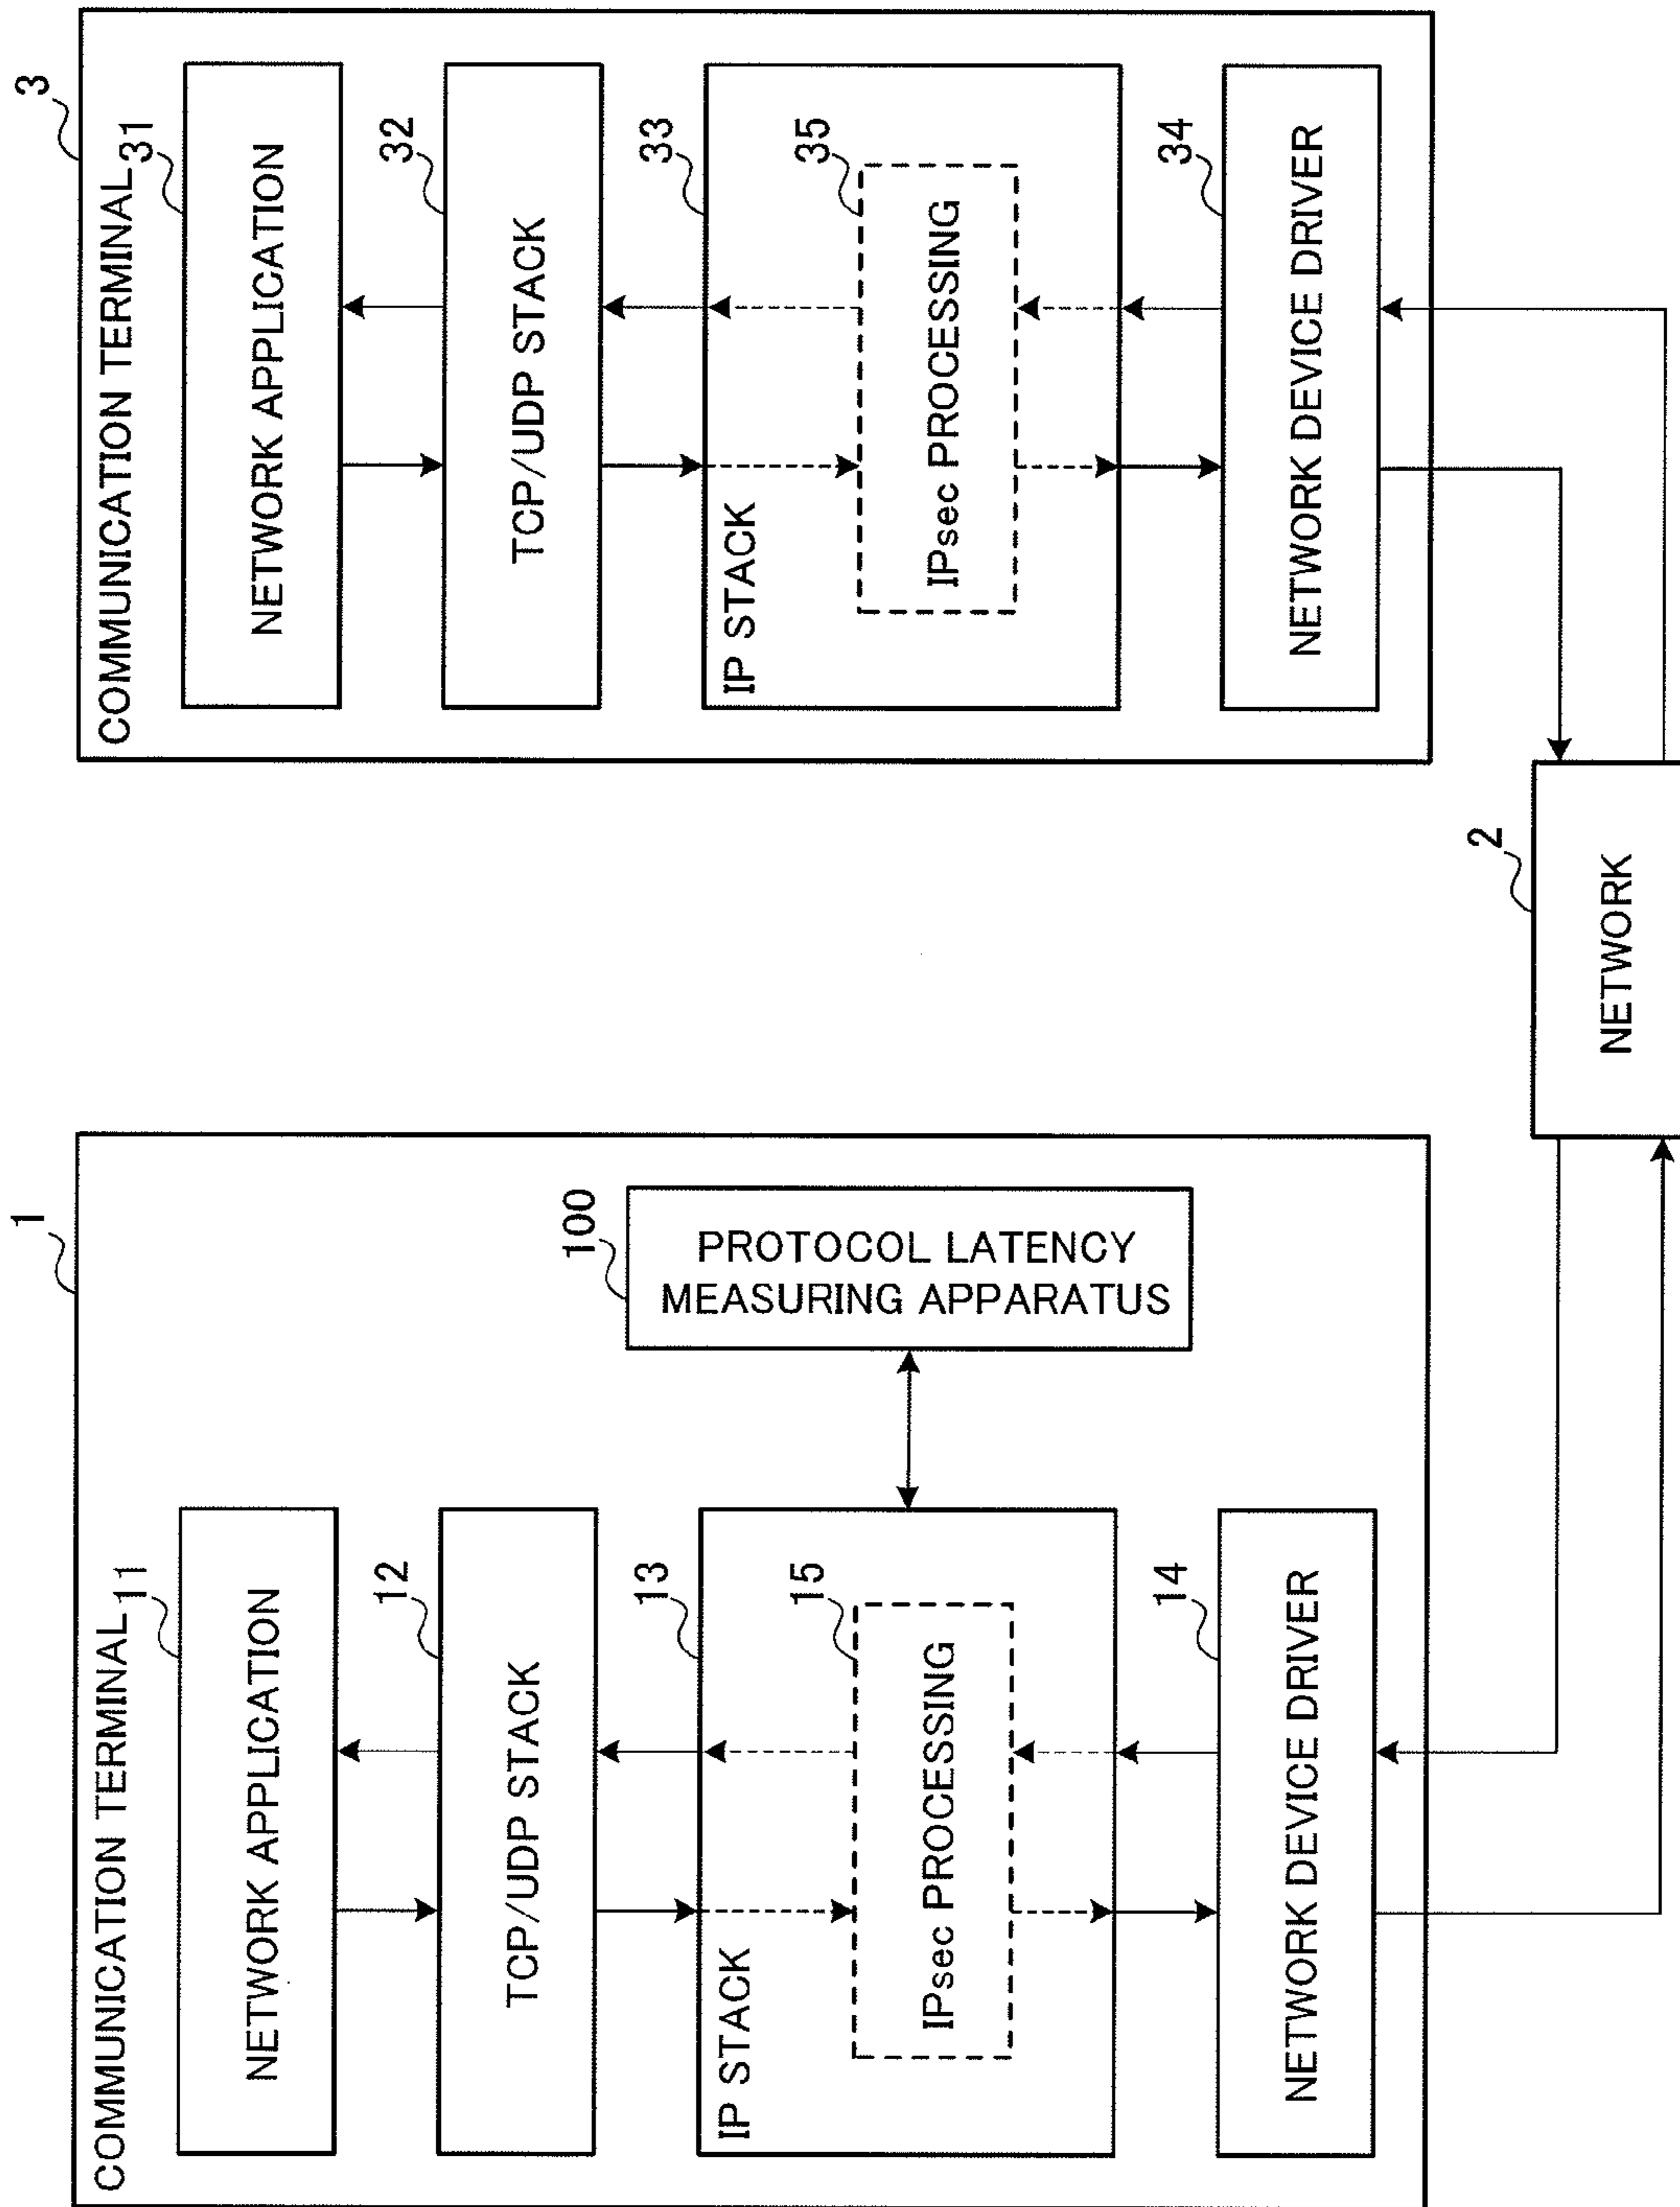 1
COMMUNICATION TERMINAL
11
NETWORK APPLICATION
12
TCP/UDP STACK
13
IP STACK
15
IPsec PROCESSING
14
NETWORK DEVICE DRIVER
100
PROTOCOL LATENCY
MEASURING APPARATUS
2
NETWORK
3
COMMUNICATION TERMINAL
31
NETWORK APPLICATION
32
TCP/UDP STACK
33
IP STACK
35
IPsec PROCESSING
34
NETWORK DEVICE DRIVER